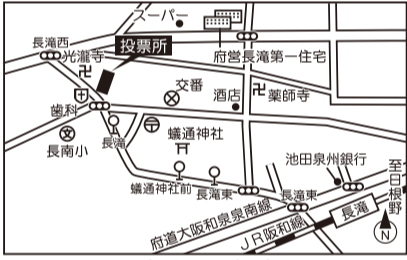 スーパー
長滝西
光瀧寺
投票所
府営長滝第一住宅
交番
酒店
薬師寺
歯科
長南小
長滝
蟻通神社
蟻通神社前
長滝東
池田泉州銀行
長滝東
至日根野
府道大阪和泉泉南線
JR阪和線
長滝
N